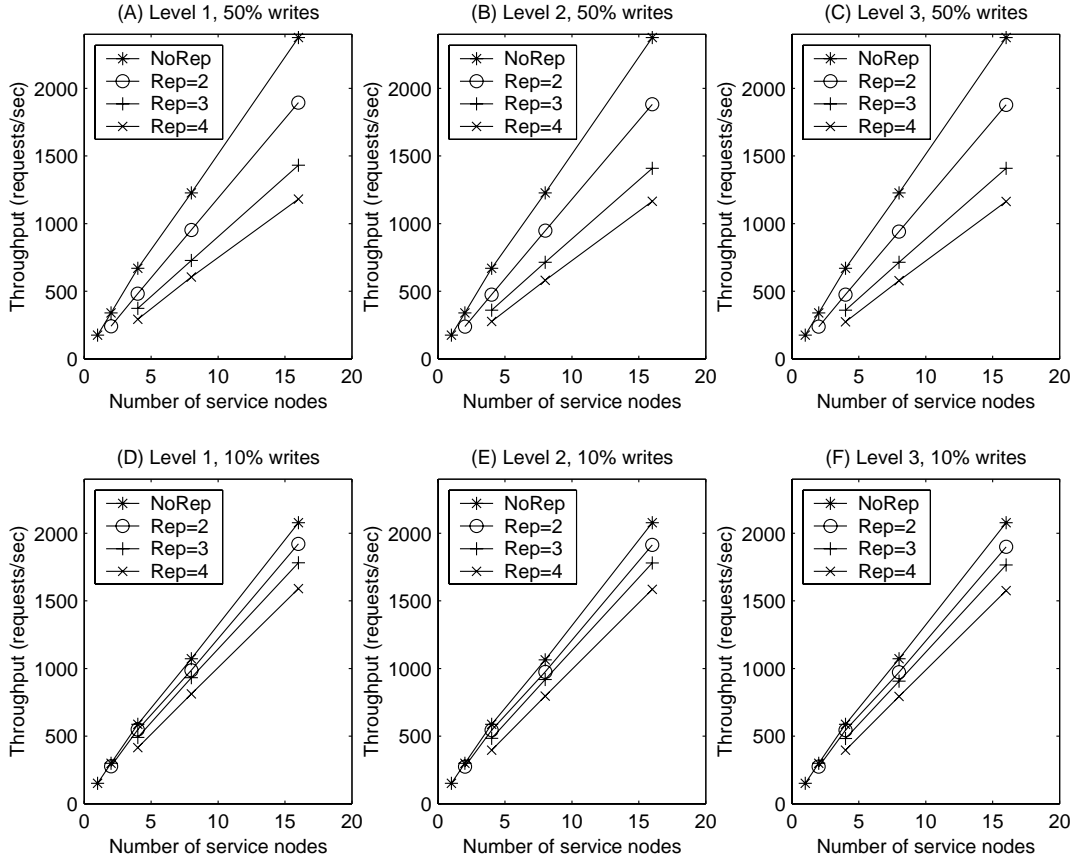 (A) Level 1, 50% writes
(B) Level 2, 50% writes
(C) Level 3, 50% writes
Throughput (requests/sec)
2000
1500
1000
500
0
NoRep
Rep=2
Rep=3
Rep=4
0 5 10 15 20
Number of service nodes
Throughput (requests/sec)
2000
1500
1000
500
0
NoRep
Rep=2
Rep=3
Rep=4
0 5 10 15 20
Number of service nodes
Throughput (requests/sec)
2000
1500
1000
500
0
NoRep
Rep=2
Rep=3
Rep=4
0 5 10 15 20
Number of service nodes
(D) Level 1, 10% writes
(E) Level 2, 10% writes
(F) Level 3, 10% writes
Throughput (requests/sec)
2000
1500
1000
500
0
NoRep
Rep=2
Rep=3
Rep=4
0 5 10 15 20
Number of service nodes
Throughput (requests/sec)
2000
1500
1000
500
0
NoRep
Rep=2
Rep=3
Rep=4
0 5 10 15 20
Number of service nodes
Throughput (requests/sec)
2000
1500
1000
500
0
NoRep
Rep=2
Rep=3
Rep=4
0 5 10 15 20
Number of service nodes